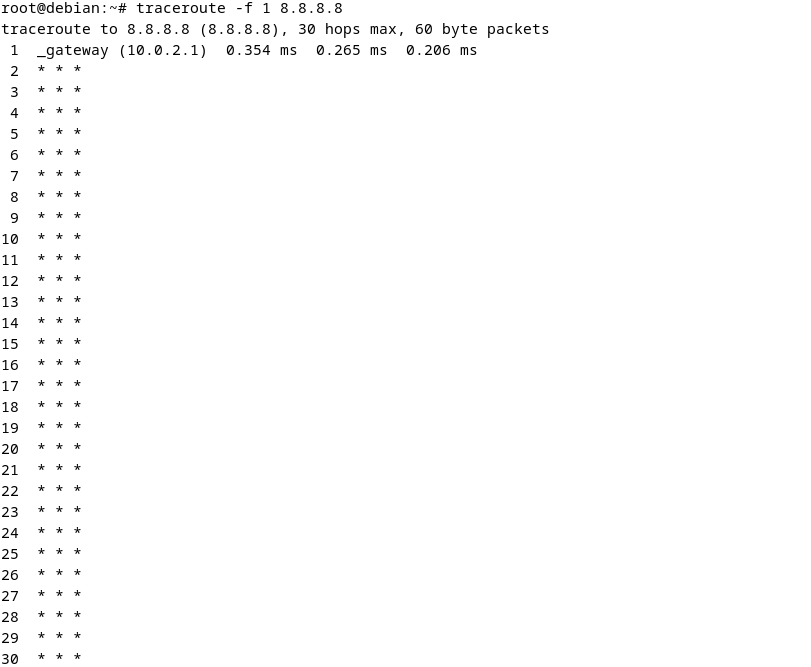 root@debian:~# traceroute -f 1 8.8.8.8
traceroute to 8.8.8.8 (8.8.8.8), 30 hops max, 60 byte packets
 1  _gateway (10.0.2.1)  0.354 ms  0.265 ms  0.206 ms
 2  * * *
 3  * * *
 4  * * *
 5  * * *
 6  * * *
 7  * * *
 8  * * *
 9  * * *
10  * * *
11  * * *
12  * * *
13  * * *
14  * * *
15  * * *
16  * * *
17  * * *
18  * * *
19  * * *
20  * * *
21  * * *
22  * * *
23  * * *
24  * * *
25  * * *
26  * * *
27  * * *
28  * * *
29  * * *
30  * * *